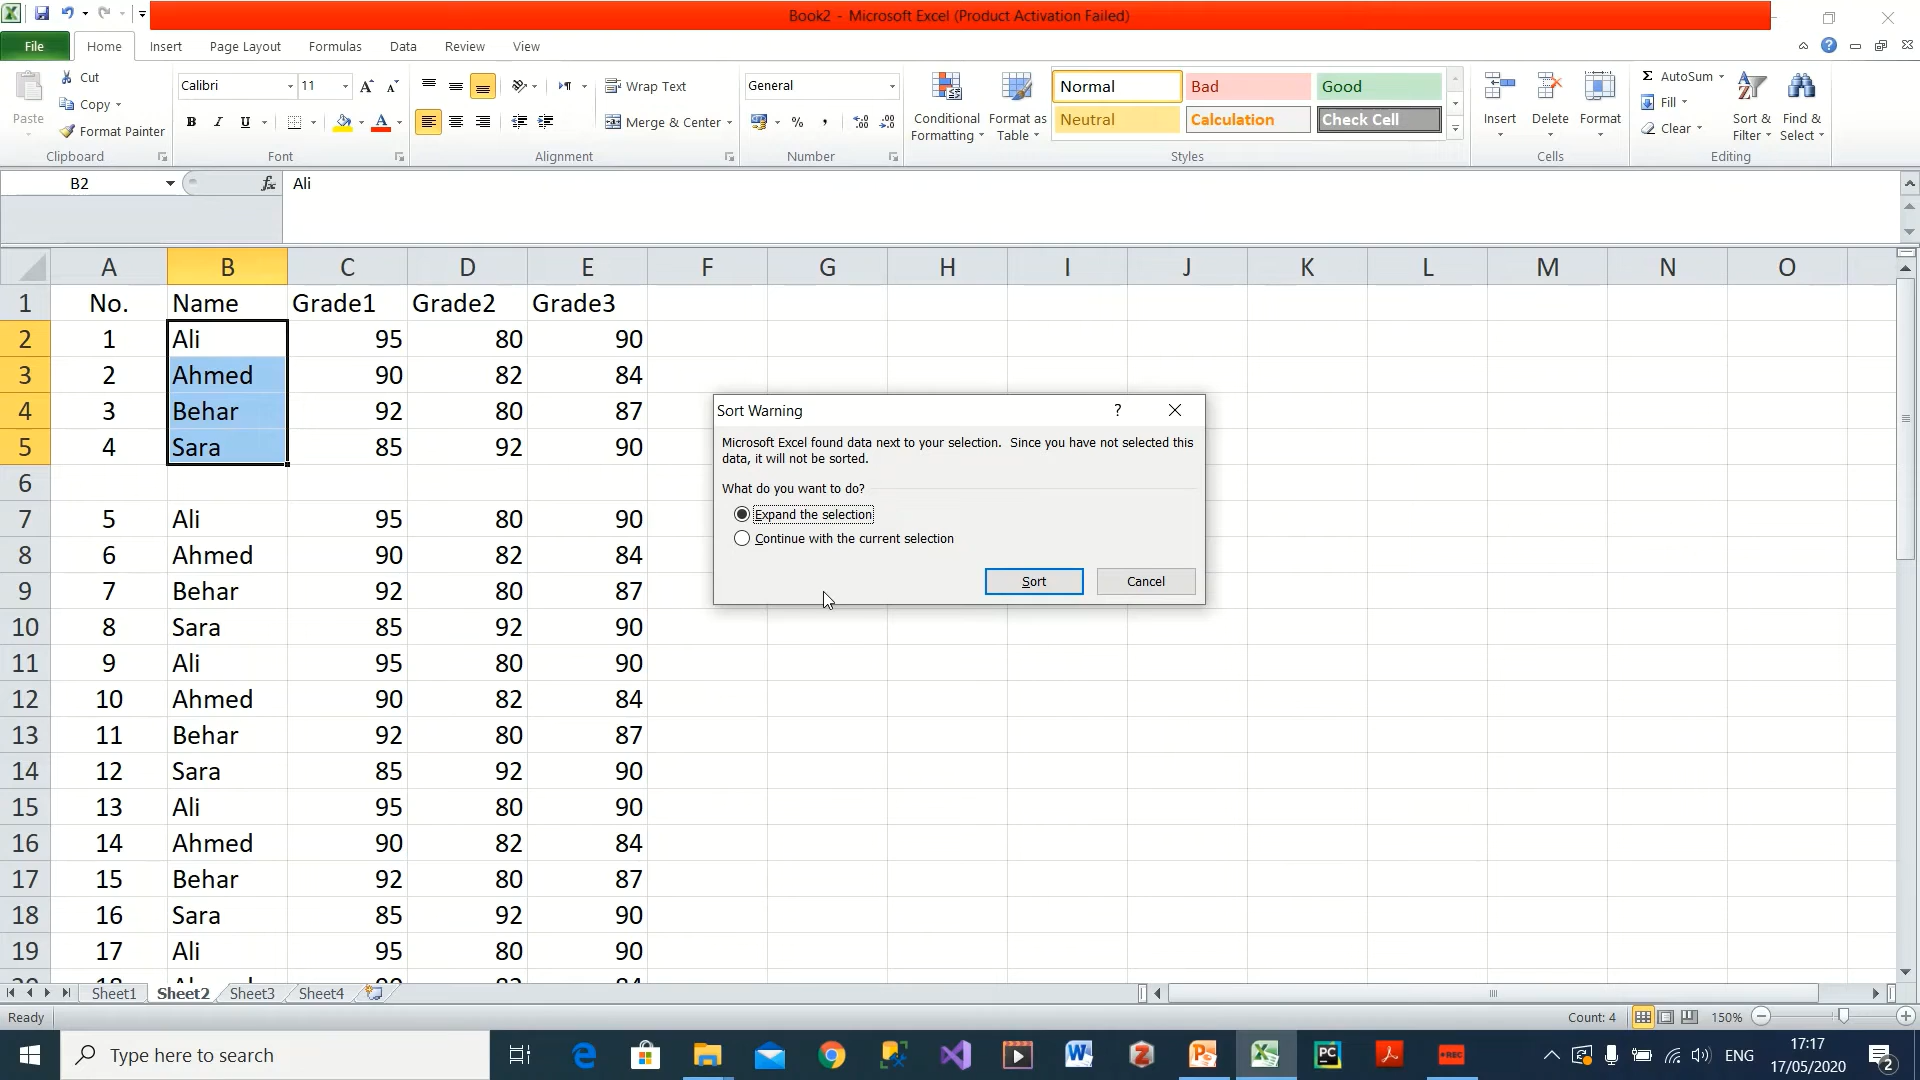 Book2 - Microsoft Excel (Product Activation Failed)
File Home Insert Page Layout Formulas Data Review View
Paste
Cut
Copy
Format Painter
Clipboard
Calibri 11
B I U
Font
Wrap Text
Merge & Center
Alignment
General
%
Number
Conditional Formatting
Format as Table
Normal Bad Good
Neutral Calculation Check Cell
Styles
Insert Delete Format
Cells
AutoSum
Fill
Clear
Sort & Filter
Find & Select
Editing
B2 fx Ali
A B C D E F G H I J K L M N O
1 No. Name Grade1 Grade2 Grade3
2 1 Ali 95 80 90
3 2 Ahmed 90 82 84
4 3 Behar 92 80 87
5 4 Sara 85 92 90
6
7 5 Ali 95 80 90
8 6 Ahmed 90 82 84
9 7 Behar 92 80 87
10 8 Sara 85 92 90
11 9 Ali 95 80 90
12 10 Ahmed 90 82 84
13 11 Behar 92 80 87
14 12 Sara 85 92 90
15 13 Ali 95 80 90
16 14 Ahmed 90 82 84
17 15 Behar 92 80 87
18 16 Sara 85 92 90
19 17 Ali 95 80 90
Sort Warning ?
Microsoft Excel found data next to your selection. Since you have not selected this
data, it will not be sorted.
What do you want to do?
Expand the selection
Continue with the current selection
Sort Cancel
Sheet1 Sheet2 Sheet3 Sheet4
Ready Count: 4 150%
Type here to search
ENG
17:17
17/05/2020
2
REC
PC